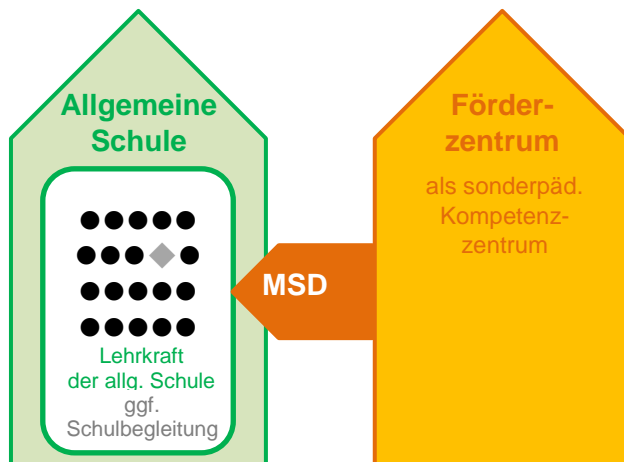 Allgemeine
Schule
Lehrkraft
der allg. Schule
ggf.
Schulbegleitung
MSD
Förder-
zentrum
als sonderpäd.
Kompetenz-
zentrum